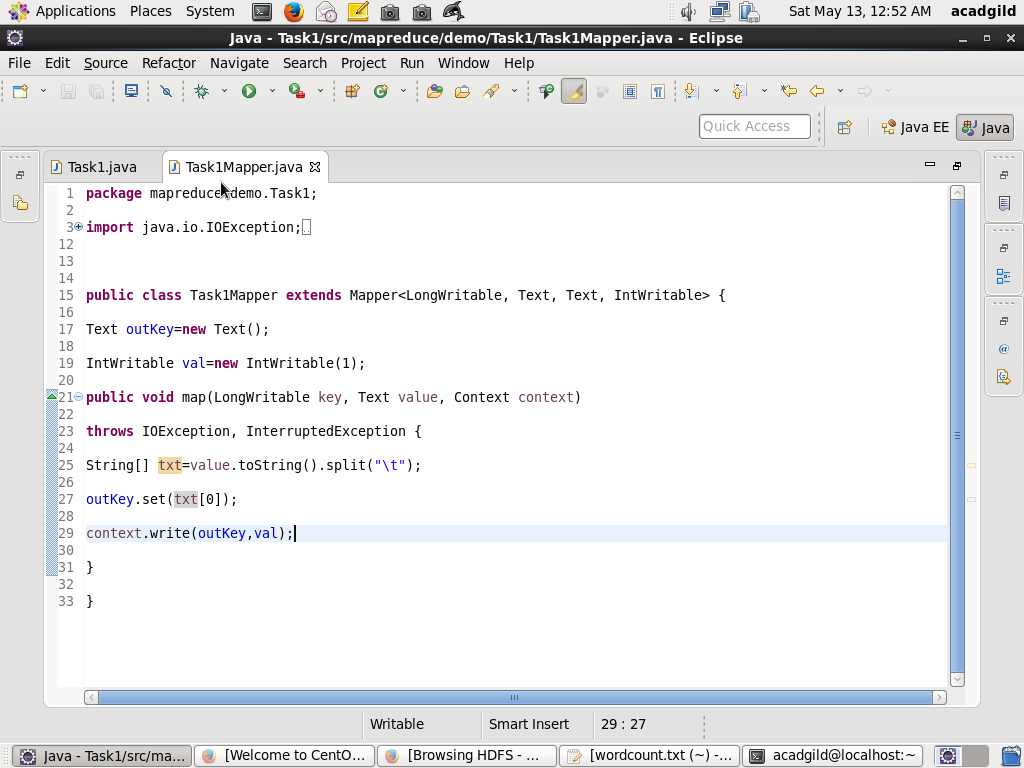 Applications Places System Sat May 13, 12:52 AM acadgild
Java - Task1/src/mapreduce/demo/Task1/Task1Mapper.java - Eclipse
File Edit Source Refactor Navigate Search Project Run Window Help
Quick Access Java EE Java
Task1.java Task1Mapper.java
1 package mapreduce.demo.Task1;
2
3 import java.io.IOException;
12
13
14
15 public class Task1Mapper extends Mapper<LongWritable, Text, Text, IntWritable> {
16
17 Text outKey=new Text();
18
19 IntWritable val=new IntWritable(1);
20
21 public void map(LongWritable key, Text value, Context context)
22
23 throws IOException, InterruptedException {
24
25 String[] txt=value.toString().split("\t");
26
27 outKey.set(txt[0]);
28
29 context.write(outKey,val);
30
31 }
32
33 }
Writable Smart Insert 29 : 27
Java - Task1/src/ma... [Welcome to CentO... [Browsing HDFS - ... [wordcount.txt (~) -... acadgild@localhost:~